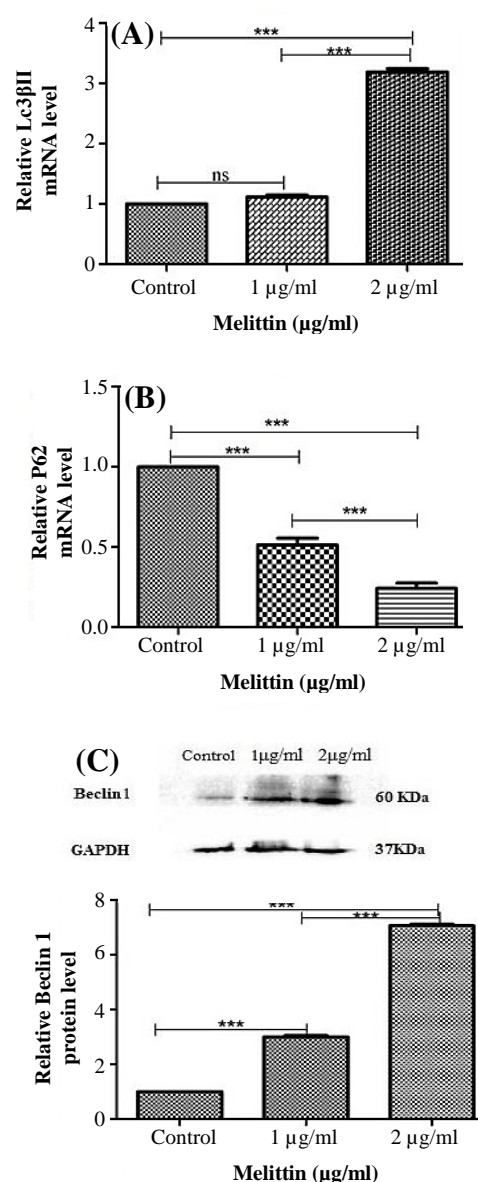 (A)
Relative Lc3βII
mRNA level
4
3
2
1
0
***
***
ns
Control 1 µg/ml 2 µg/ml
Melittin (µg/ml)
(B)
Relative P62
mRNA level
1.5
1.0
0.5
0.0
***
***
***
Control 1 µg/ml 2 µg/ml
Melittin (µg/ml)
(C)
Control 1µg/ml 2µg/ml
Beclin1 60 KDa
GAPDH 37KDa
Relative Beclin 1
protein level
8
6
4
2
0
***
***
***
Control 1 µg/ml 2 µg/ml
Melittin (µg/ml)